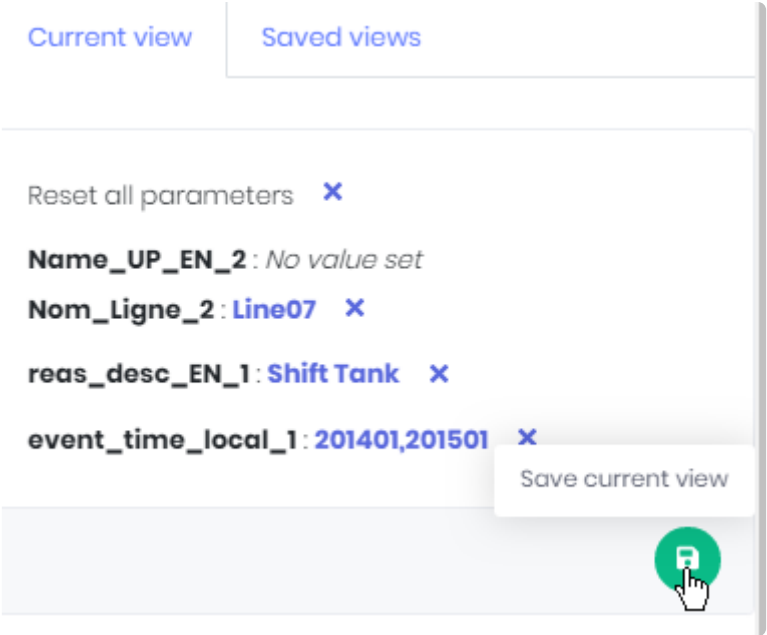 Current view
Saved views
Reset all parameters ×
Name_UP_EN_2 : No value set
Nom_Ligne_2 : Line07 ×
reas_desc_EN_1 : Shift Tank ×
event_time_local_1 : 201401,201501 ×
Save current view